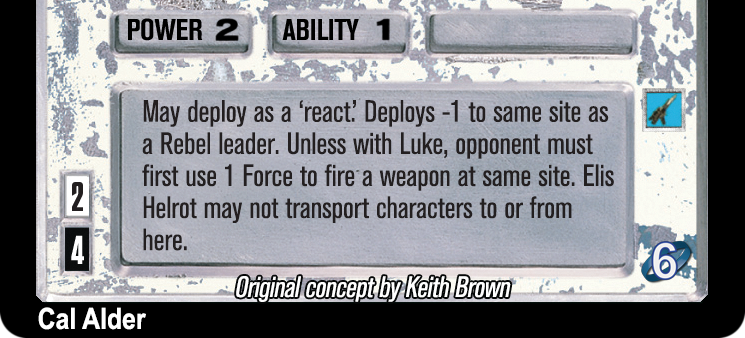 POWER 2 ABILITY 1
May deploy as a ‘react.’ Deploys -1 to same site as
a Rebel leader. Unless with Luke, opponent must
first use 1 Force to fire a weapon at same site. Elis
Helrot may not transport characters to or from
here.
2
4
6
Original concept by Keith Brown
Cal Alder